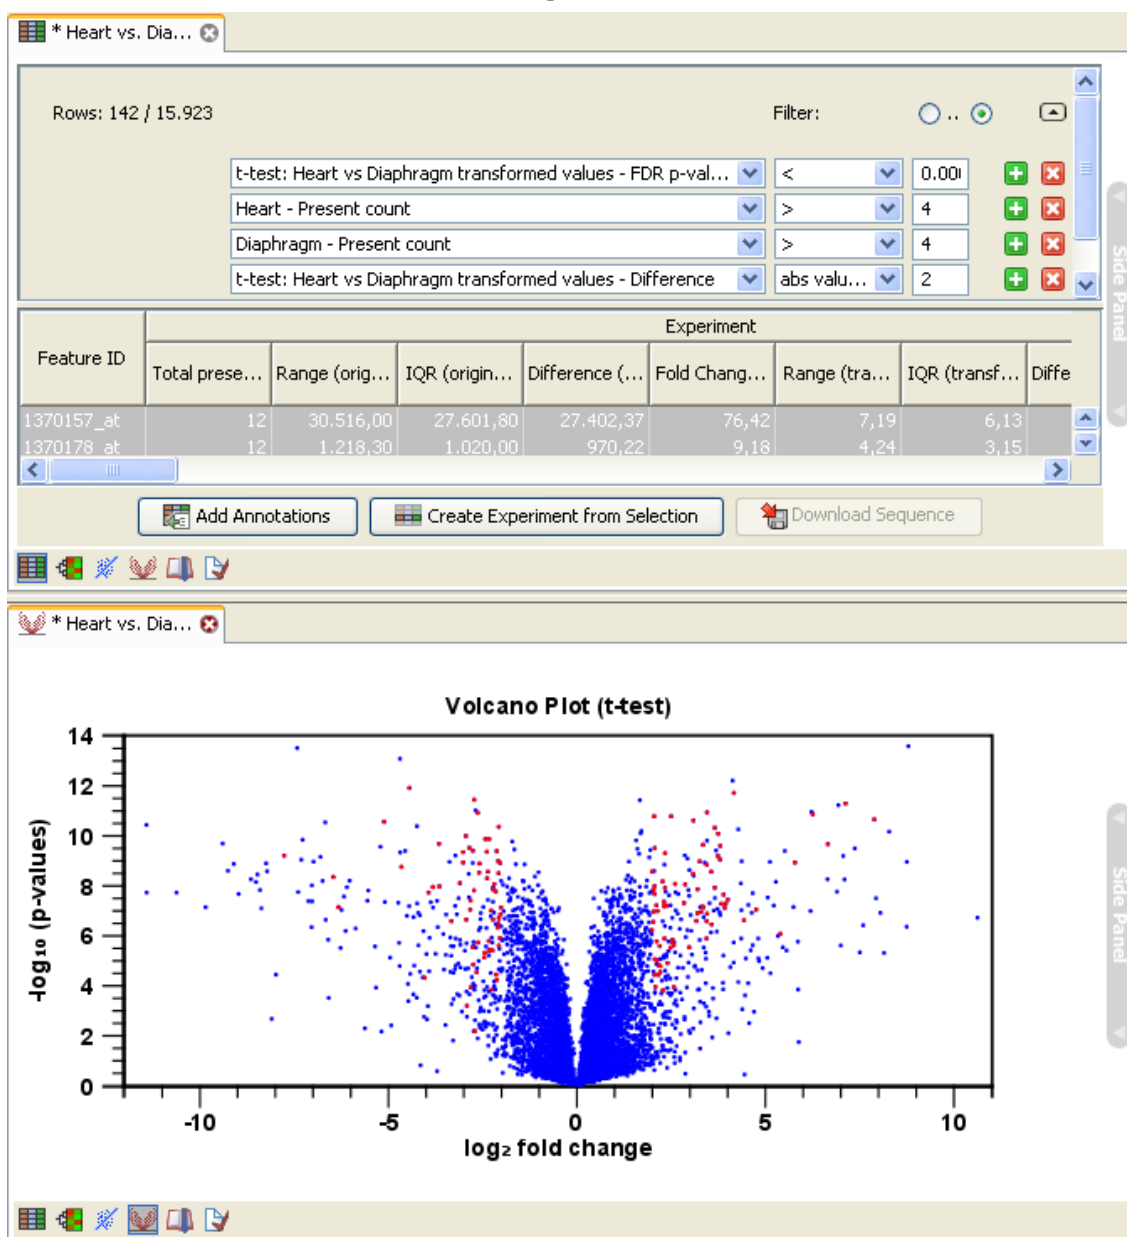 * Heart vs. Dia...
Rows: 142 / 15.923 Filter: ..
t-test: Heart vs Diaphragm transformed values - FDR p-val... < 0.00
Heart - Present count > 4
Diaphragm - Present count > 4
t-test: Heart vs Diaphragm transformed values - Difference abs valu... 2
Side Panel
Experiment
Feature ID Total prese... Range (orig... IQR (origin... Difference (... Fold Chang... Range (tra... IQR (transf... Diffe
1370157_at 12 30.516,00 27.601,80 27.402,37 76,42 7,19 6,13
1370178_at 12 1.218,30 1.020,00 970,22 9,18 4,24 3,15
Add Annotations Create Experiment from Selection Download Sequence
* Heart vs. Dia...
Volcano Plot (t-test)
14
12
10
8
6
4
2
0
-log₁₀ (p-values)
-10 -5 0 5 10
log₂ fold change
Side Panel